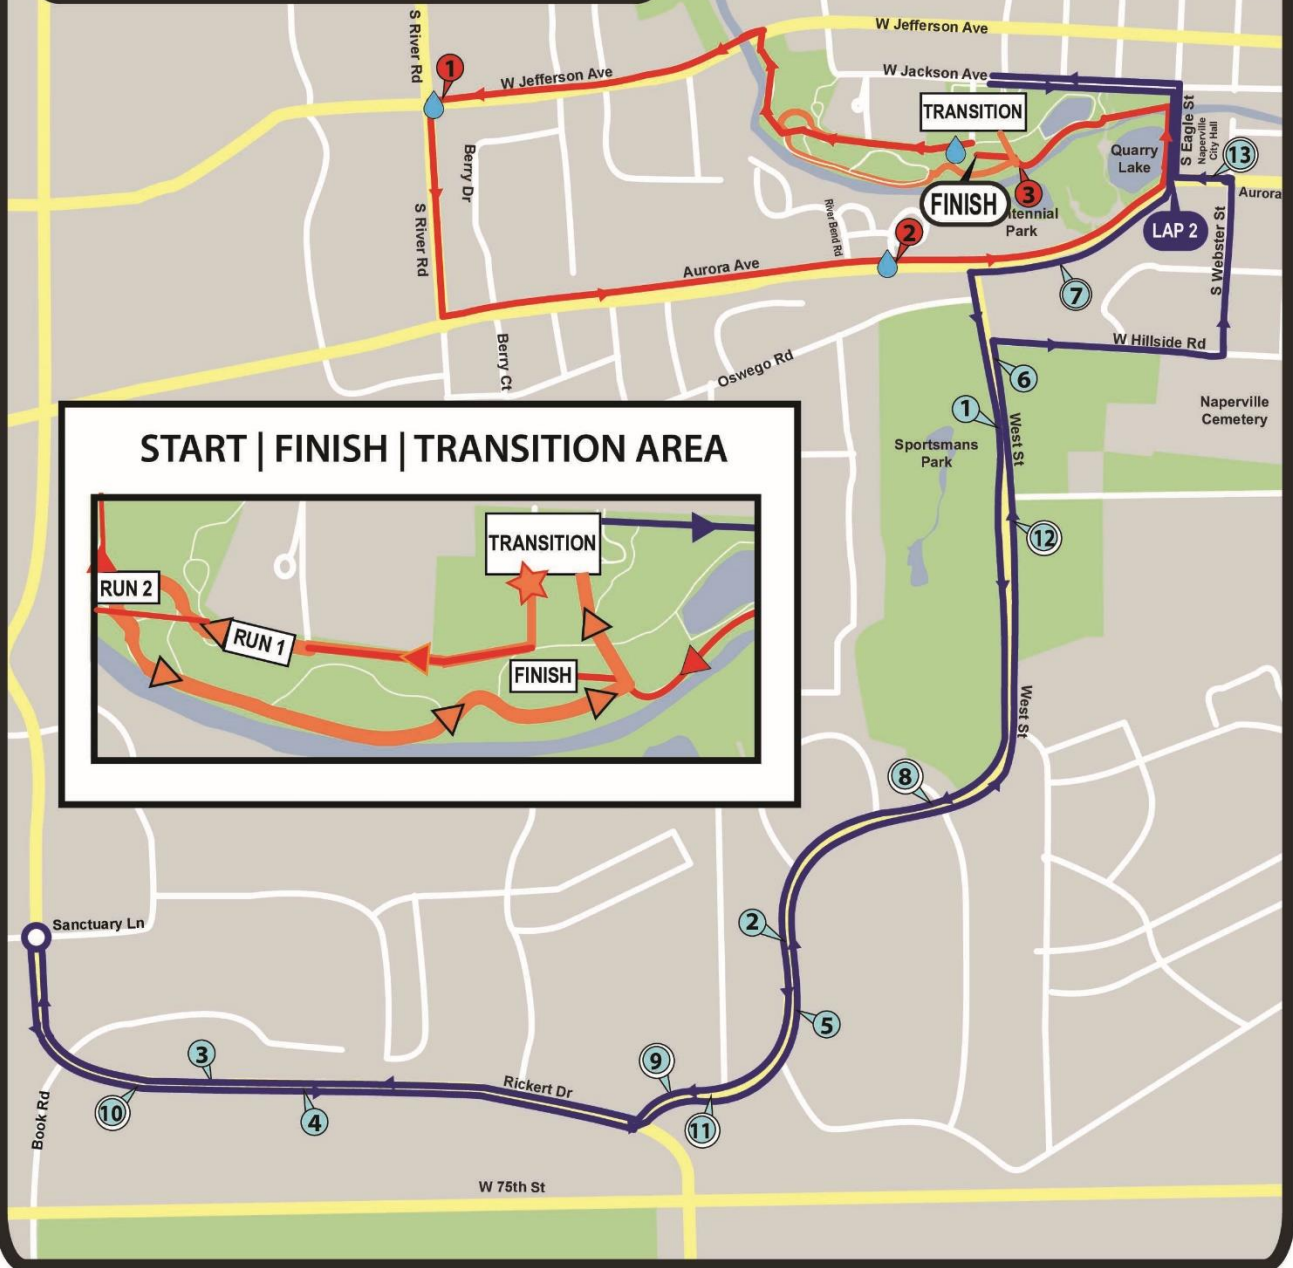 S River Rd
1
W Jefferson Ave
W Jefferson Ave
W Jackson Ave
TRANSITION
S Eagle St
Naperville
City Hall
Quarry
Lake
13
Aurora
Berry Dr
FINISH
3
ntennial
Park
LAP 2
River Bend Rd
2
S River Rd
Aurora Ave
S Webster St
7
W Hillside Rd
Berry Ct
Oswego Rd
6
1
West St
Naperville
Cemetery
Sportsmans
Park
12
START | FINISH | TRANSITION AREA
TRANSITION
RUN 2
RUN 1
FINISH
West St
8
Sanctuary Ln
2
5
3
9
Rickert Dr
10
4
11
Book Rd
W 75th St